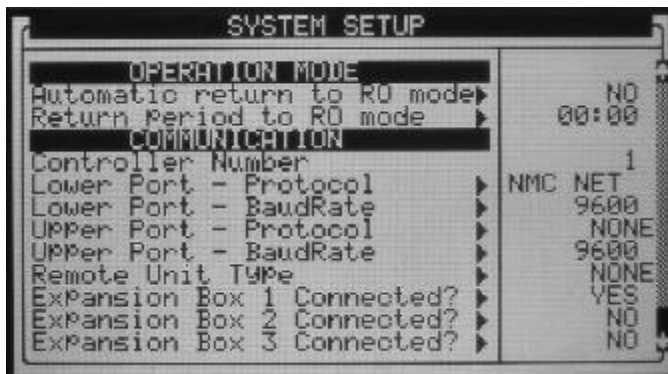 SYSTEM SETUP
OPERATION MODE
Automatic return to RO mode NO
Return period to RO mode 00:00
COMMUNICATION
Controller Number 1
Lower Port - Protocol NMC NET
Lower Port - BaudRate 9600
Upper Port - Protocol NONE
Upper Port - BaudRate 9600
Remote Unit Type NONE
Expansion Box 1 Connected? YES
Expansion Box 2 Connected? NO
Expansion Box 3 Connected? NO